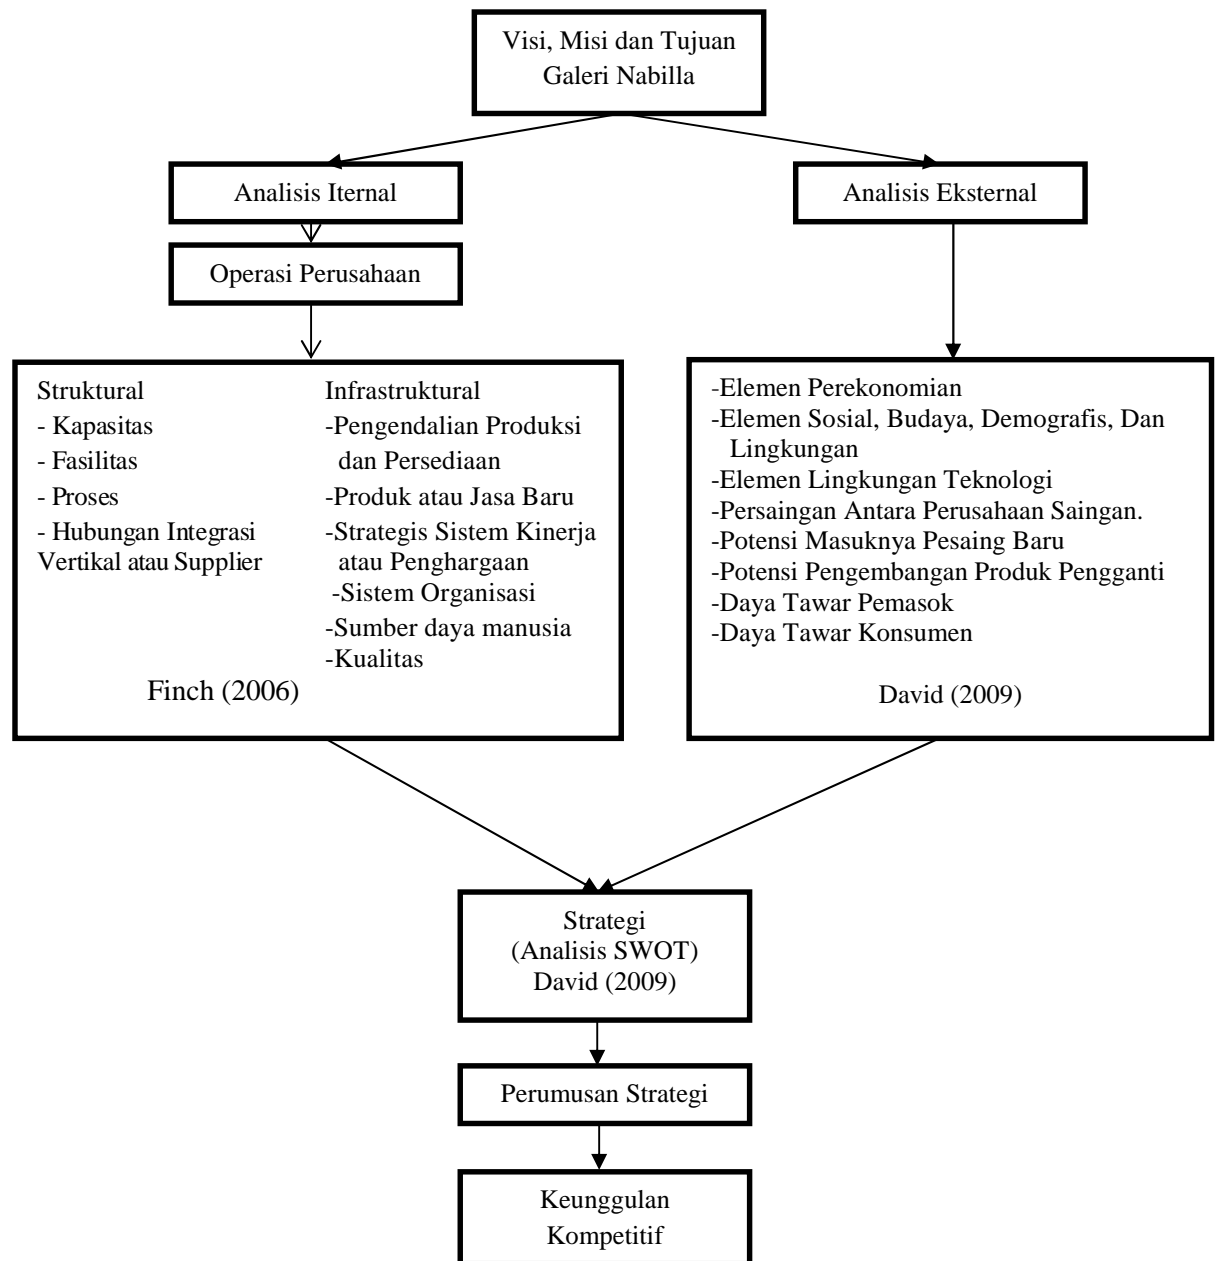 Visi, Misi dan Tujuan
Galeri Nabilla
Analisis Iternal
Analisis Eksternal
Operasi Perusahaan
Struktural
- Kapasitas
- Fasilitas
- Proses
- Hubungan Integrasi
Vertikal atau Supplier
Infrastruktural
-Pengendalian Produksi
dan Persediaan
-Produk atau Jasa Baru
-Strategis Sistem Kinerja
atau Penghargaan
-Sistem Organisasi
-Sumber daya manusia
-Kualitas
Finch (2006)
-Elemen Perekonomian
-Elemen Sosial, Budaya, Demografis, Dan
Lingkungan
-Elemen Lingkungan Teknologi
-Persaingan Antara Perusahaan Saingan.
-Potensi Masuknya Pesaing Baru
-Potensi Pengembangan Produk Pengganti
-Daya Tawar Pemasok
-Daya Tawar Konsumen
David (2009)
Strategi
(Analisis SWOT)
David (2009)
Perumusan Strategi
Keunggulan
Kompetitif